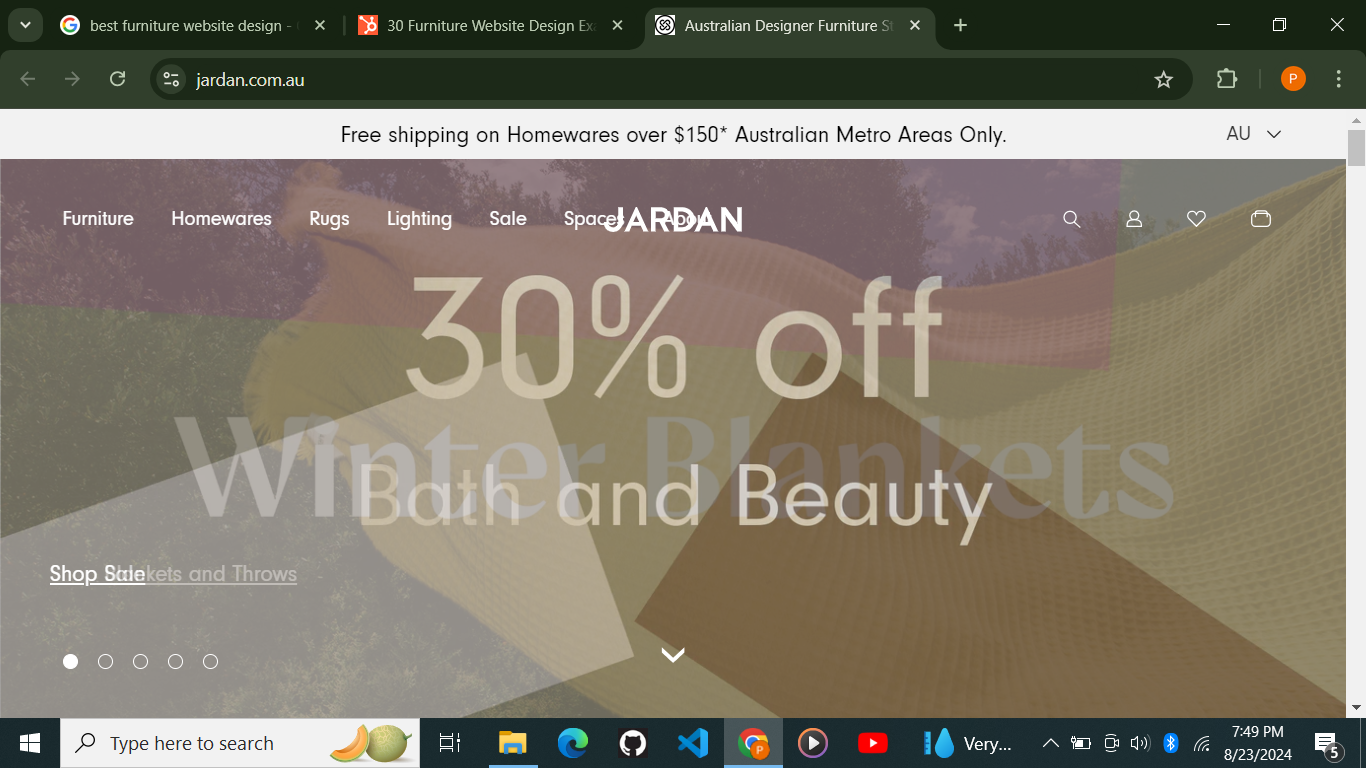 best furniture website design -
30 Furniture Website Design Exa
Australian Designer Furniture St
jardan.com.au
P
Free shipping on Homewares over $150* Australian Metro Areas Only.
AU
Furniture Homewares Rugs Lighting Sale Spaces About
JARDAN
30% off
Winter Blankets
Bath and Beauty
Shop Sale
Blankets and Throws
Type here to search
P
Very...
7:49 PM
8/23/2024
5